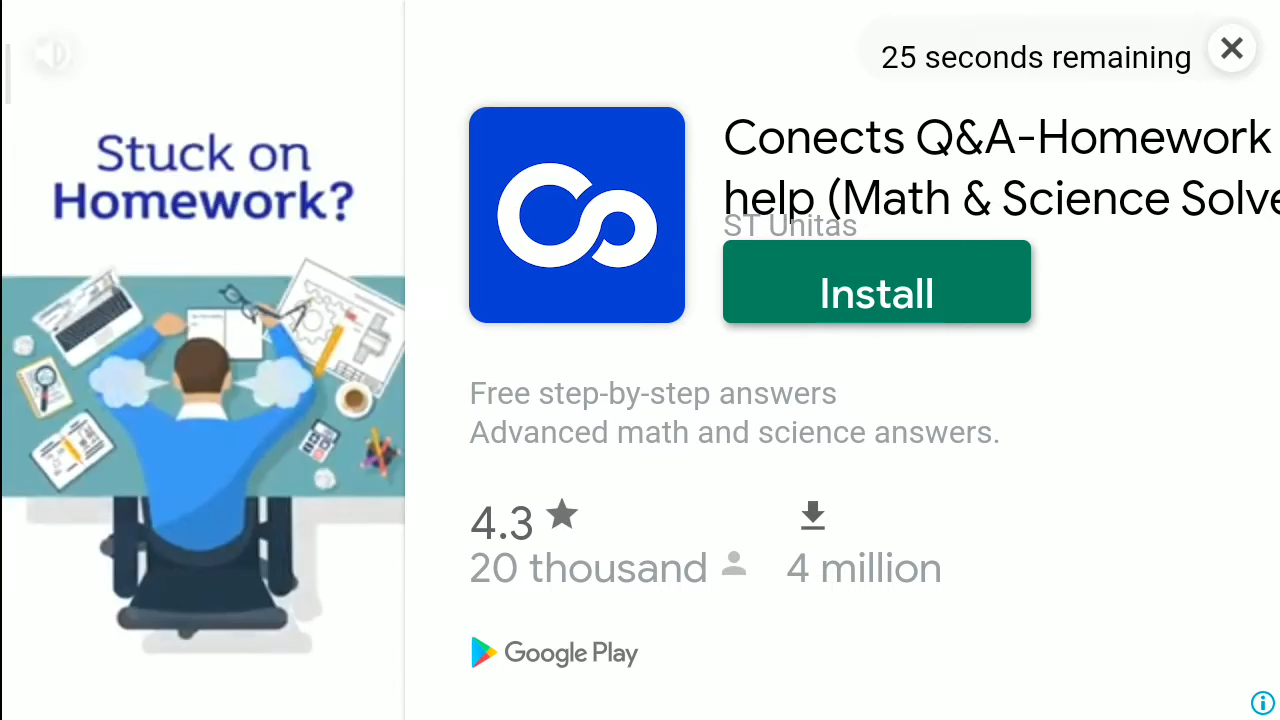 25 seconds remaining
Stuck on
Homework?
Conects Q&A-Homework
help (Math & Science Solve
ST Unitas
Install
Free step-by-step answers
Advanced math and science answers.
4.3
20 thousand
4 million
Google Play